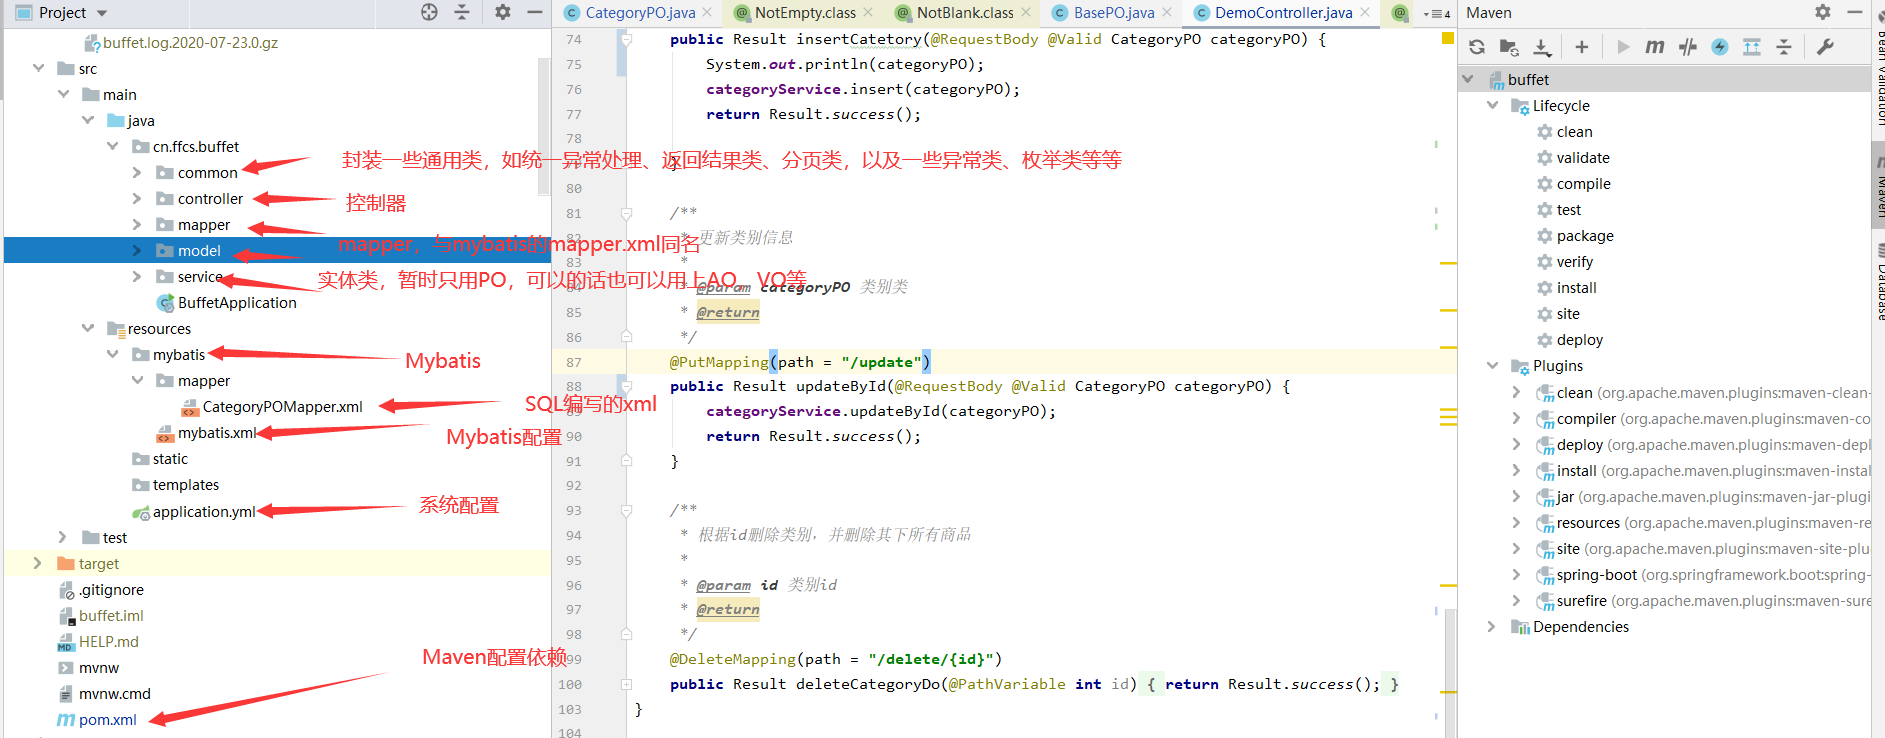 Project
CategoryPO.java
NotEmpty.class
NotBlank.class
BasePO.java
DemoController.java
4
Maven
buffet.log.2020-07-23.0.gz
src
main
java
cn.ffcs.buffet
common
controller
mapper
model
service
BuffetApplication
resources
mybatis
mapper
CategoryPOMapper.xml
mybatis.xml
static
templates
application.yml
test
target
.gitignore
buffet.iml
HELP.md
mvnw
mvnw.cmd
pom.xml
封装一些通用类，如统一异常处理、返回结果类、分页类，以及一些异常类、枚举类等等
控制器
mapper，与mybatis的mapper.xml同名
实体类，暂时只用PO，可以的话也可以用上AO、VO等
Mybatis
SQL编写的xml
Mybatis配置
系统配置
Maven配置依赖
74 public Result insertCatetory(@RequestBody @Valid CategoryPO categoryPO) {
75 System.out.println(categoryPO);
76 categoryService.insert(categoryPO);
77 return Result.success();
78
}
80
81 /**
82 * 更新类别信息
83 *
84 * @param categoryPO 类别类
85 * @return
86 */
87 @PutMapping(path = "/update")
88 public Result updateById(@RequestBody @Valid CategoryPO categoryPO) {
89 categoryService.updateById(categoryPO);
90 return Result.success();
91 }
92
93 /**
94 * 根据id删除类别，并删除其下所有商品
95 *
96 * @param id 类别id
97 * @return
98 */
99 @DeleteMapping(path = "/delete/{id}")
100 public Result deleteCategoryDo(@PathVariable int id) { return Result.success(); }
103 }
104
buffet
Lifecycle
clean
validate
compile
test
package
verify
install
site
deploy
Plugins
clean (org.apache.maven.plugins:maven-clean-
compiler (org.apache.maven.plugins:maven-co
deploy (org.apache.maven.plugins:maven-depl
install (org.apache.maven.plugins:maven-instal
jar (org.apache.maven.plugins:maven-jar-plugi
resources (org.apache.maven.plugins:maven-re
site (org.apache.maven.plugins:maven-site-plu
spring-boot (org.springframework.boot:spring-
surefire (org.apache.maven.plugins:maven-sure
Dependencies
Bean Validation
Maven
Database